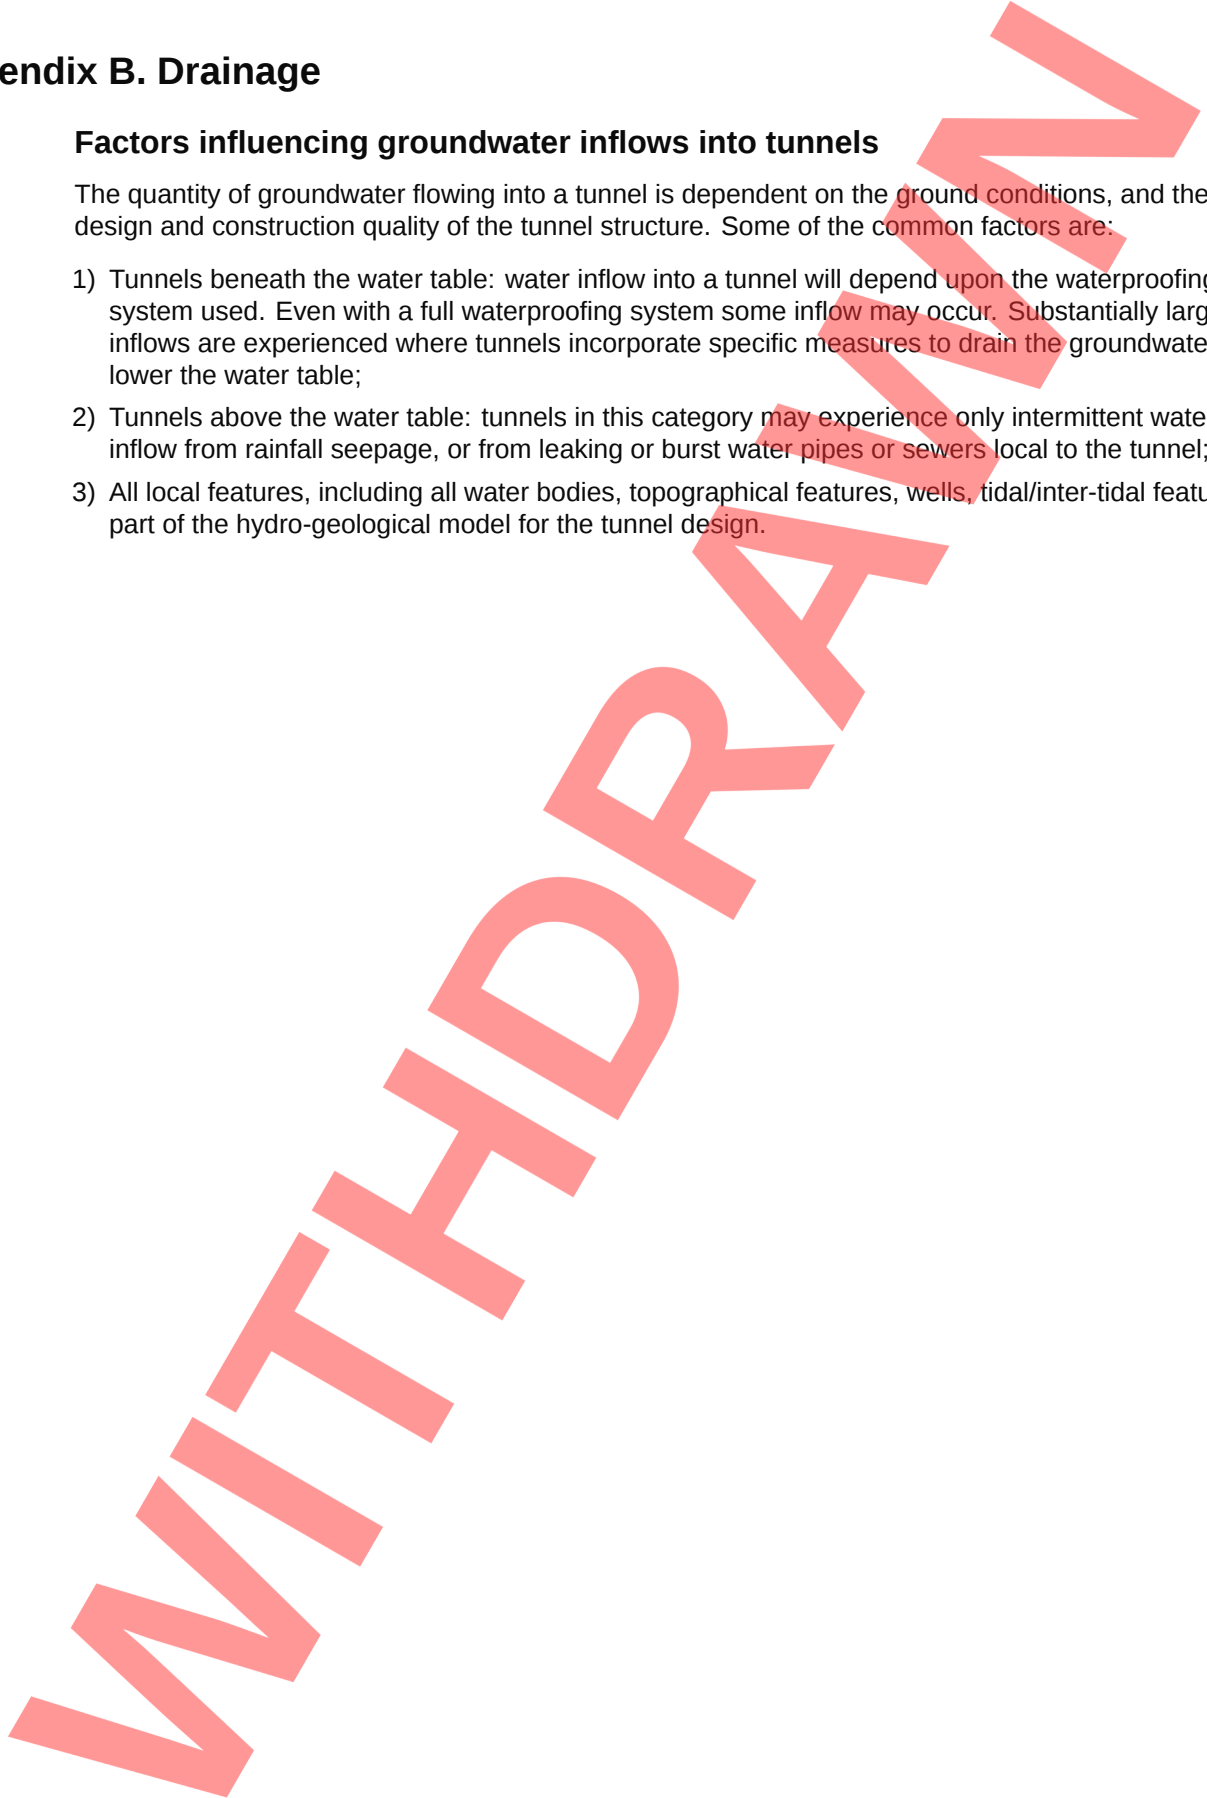 endix B. Drainage
Factors influencing groundwater inflows into tunnels
The quantity of groundwater flowing into a tunnel is dependent on the ground conditions, and the
design and construction quality of the tunnel structure. Some of the common factors are:
1) Tunnels beneath the water table: water inflow into a tunnel will depend upon the waterproofing
system used. Even with a full waterproofing system some inflow may occur. Substantially larg
inflows are experienced where tunnels incorporate specific measures to drain the groundwate
lower the water table;
2) Tunnels above the water table: tunnels in this category may experience only intermittent wate
inflow from rainfall seepage, or from leaking or burst water pipes or sewers local to the tunnel;
3) All local features, including all water bodies, topographical features, wells, tidal/inter-tidal featu
part of the hydro-geological model for the tunnel design.
WITHDRAWN